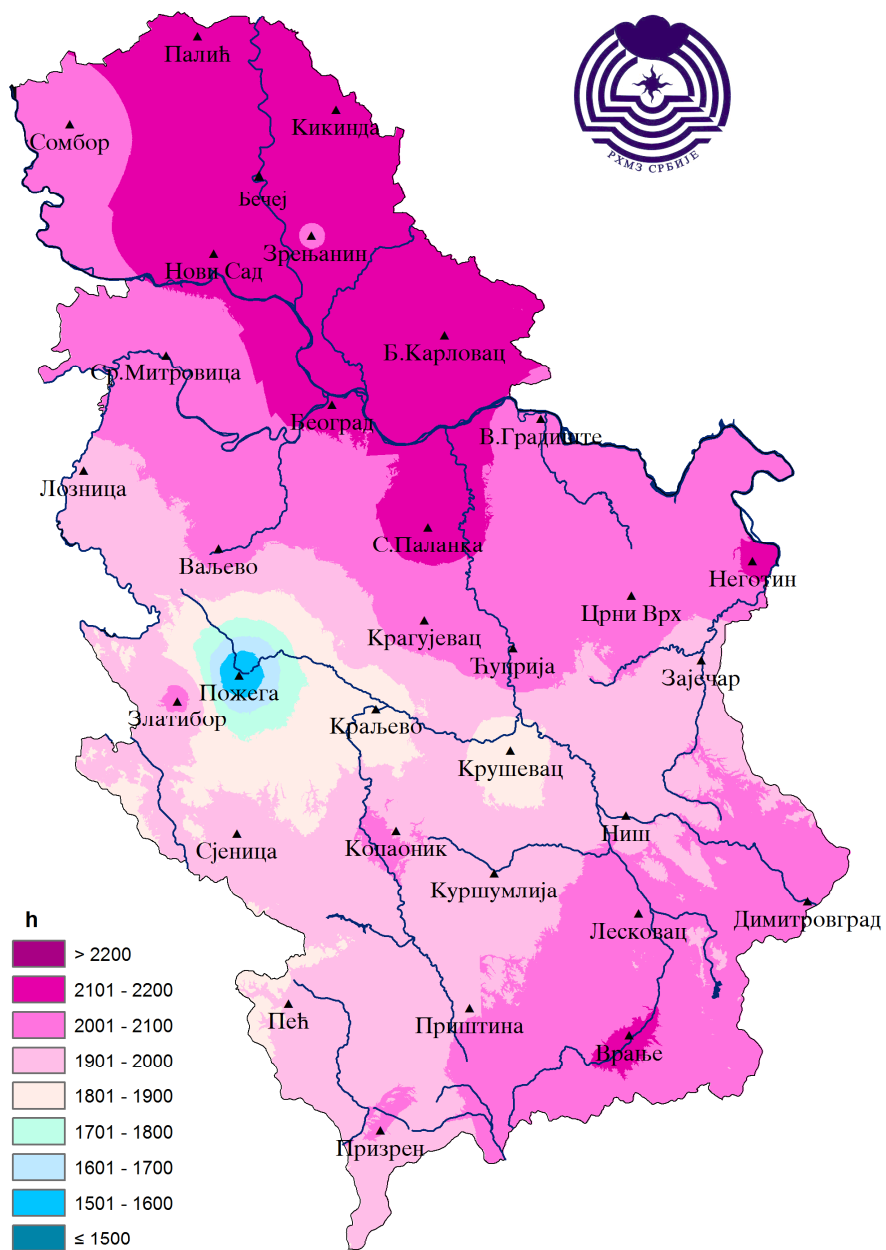 Палић
Кикинда
Сомбор
РХМЗ СРБИЈЕ
Бечеј
Зрењанин
Нови Сад
Б.Карловац
Ср.Митровица
Београд
В.Градиште
Лозница
С.Паланка
Ваљево
Неготин
Црни Врх
Крагујевац
Ћуприја
Зајечар
Пожега
Златибор
Краљево
Крушевац
Ниш
Сјеница
Копаоник
Куршумлија
Димитровград
Лесковац
Пећ
Приштина
Врање
Призрен
h
> 2200
2101 - 2200
2001 - 2100
1901 - 2000
1801 - 1900
1701 - 1800
1601 - 1700
1501 - 1600
≤ 1500